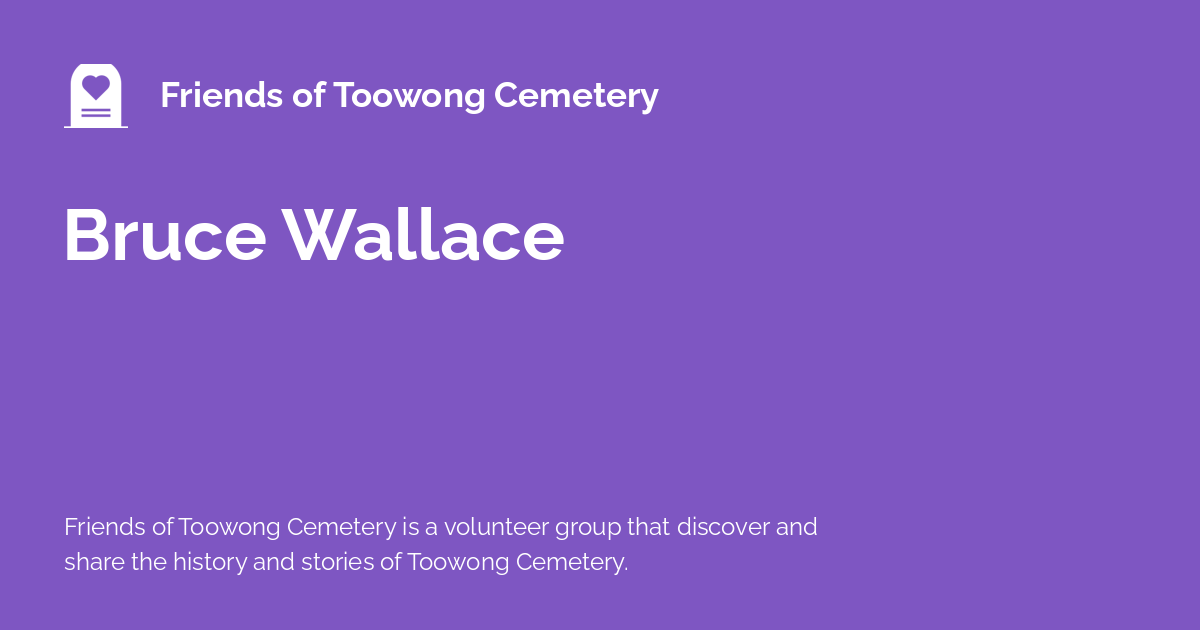 Friends of Toowong Cemetery
Bruce Wallace
Friends of Toowong Cemetery is a volunteer group that discover and
share the history and stories of Toowong Cemetery.